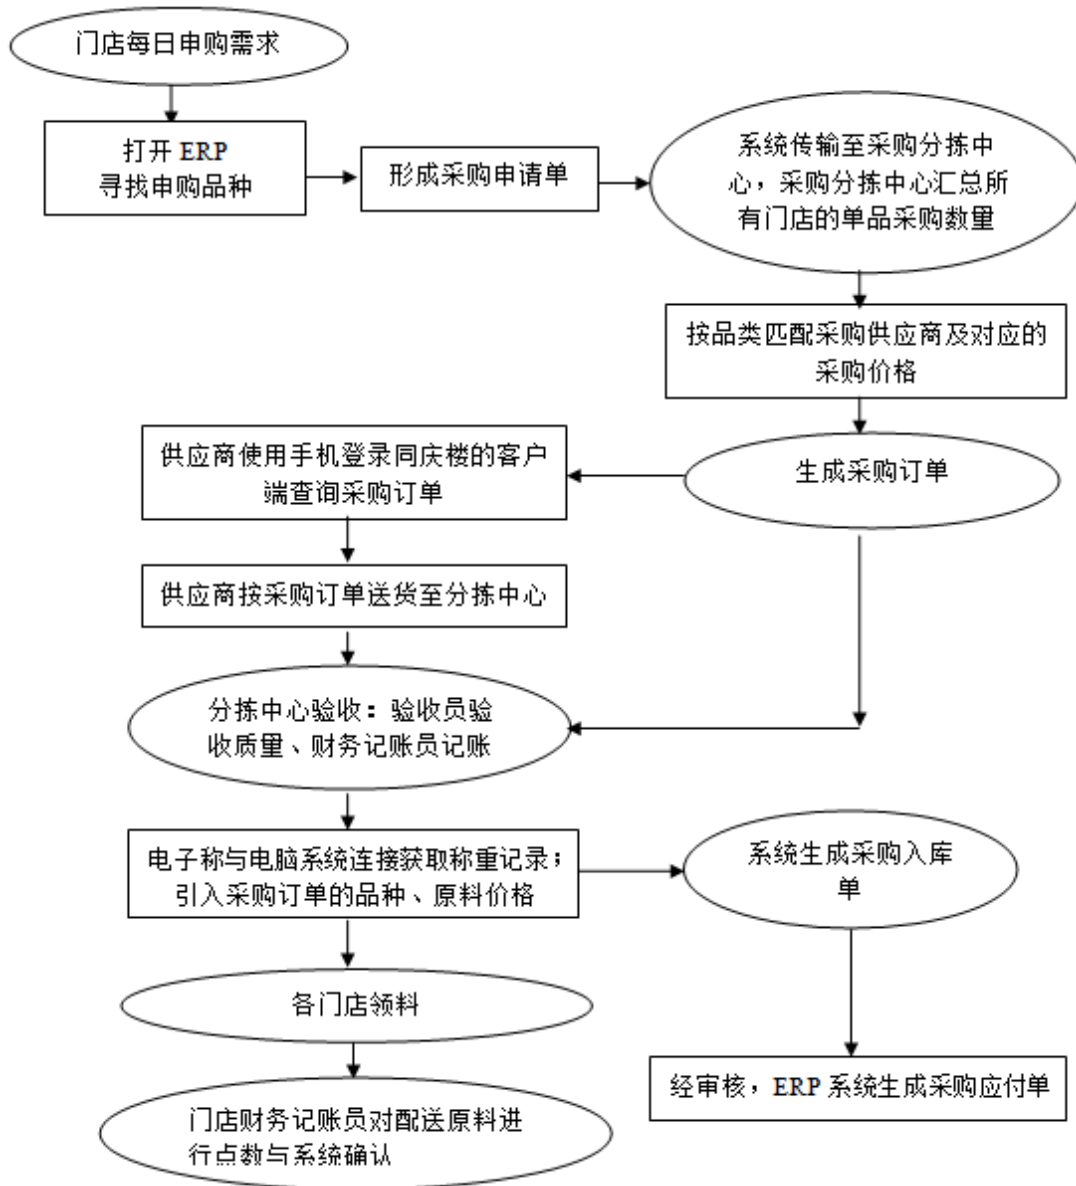 门店每日申购需求
打开 ERP
寻找申购品种
形成采购申请单
系统传输至采购分拣中
心，采购分拣中心汇总所
有门店的单品采购数量
按品类匹配采购供应商及对应的
采购价格
生成采购订单
供应商使用手机登录同庆楼的客户
端查询采购订单
供应商按采购订单送货至分拣中心
分拣中心验收：验收员验
收质量、财务记账员记账
电子称与电脑系统连接获取称重记录；
引入采购订单的品种、原料价格
系统生成采购入库
单
各门店领料
经审核，ERP 系统生成采购应付单
门店财务记账员对配送原料进
行点数与系统确认